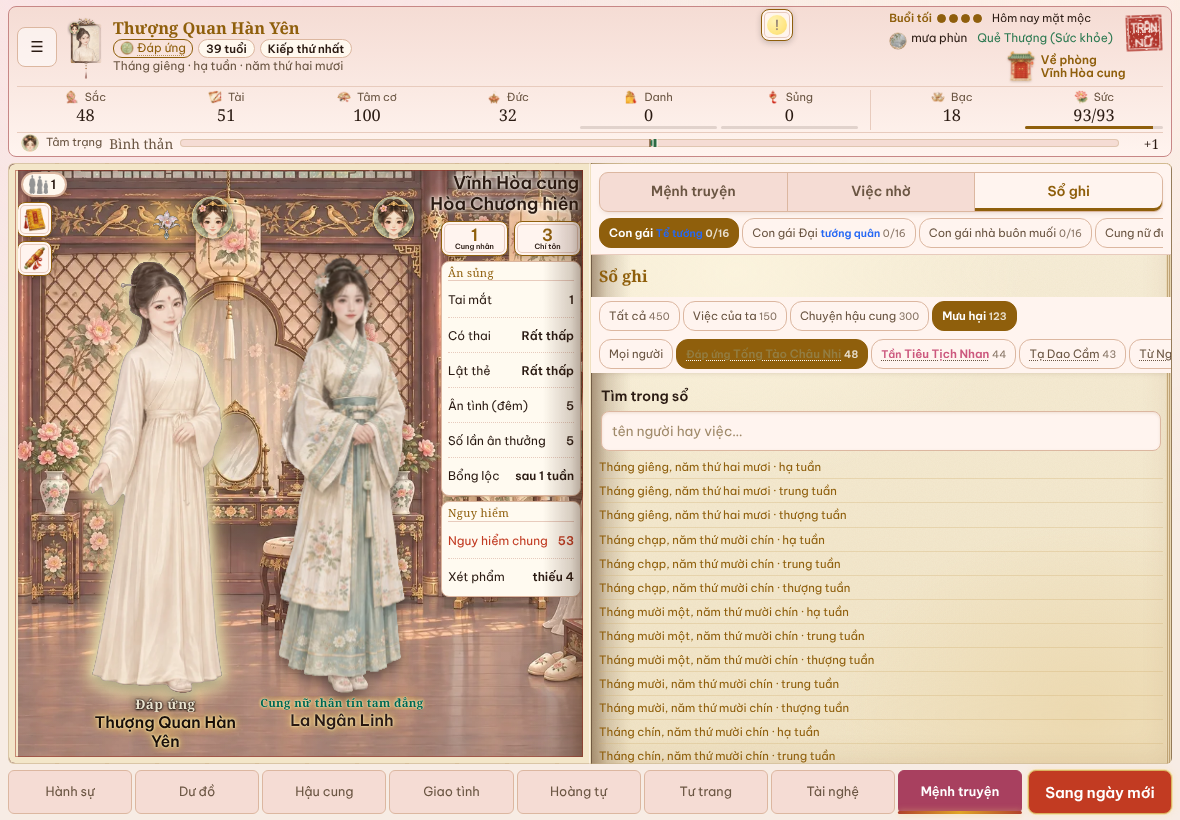 ☰
Thượng Quan Hàn Yên
Đáp ứng
39 tuổi
Kiếp thứ nhất
Tháng giêng · hạ tuần · năm thứ hai mươi
!
Buổi tối
Hôm nay mặt mộc
mưa phùn
Quẻ Thượng (Sức khỏe)
Về phòng
Vĩnh Hòa cung
Sắc
48
Tài
51
Tâm cơ
100
Đức
32
Danh
0
Sủng
0
Bạc
18
Sức
93/93
Tâm trạng
Bình thản
+1
1
Vĩnh Hòa cung
Hòa Chương hiên
1
Cung nhân
3
Chí tôn
Ân sủng
Tai mắt 1
Có thai Rất thấp
Lật thẻ Rất thấp
Ân tình (đêm) 5
Số lần ân thưởng 5
Bổng lộc sau 1 tuần
Nguy hiểm
Nguy hiểm chung 53
Xét phẩm thiếu 4
Đáp ứng
Thượng Quan Hàn
Yên
Cung nữ thân tín tam đẳng
La Ngân Linh
Mệnh truyện
Việc nhờ
Sổ ghi
Con gái Tể tướng 0/16
Con gái Đại tướng quân 0/16
Con gái nhà buôn muối 0/16
Cung nữ
Sổ ghi
Tất cả 450
Việc của ta 150
Chuyện hậu cung 300
Mưu hại 123
Mọi người
Đáp ứng Tống Tào Châu Nhi 48
Tần Tiêu Tịch Nhan 44
Tạ Dao Cầm 43
Từ
Tìm trong sổ
tên người hay việc...
Tháng giêng, năm thứ hai mươi · hạ tuần
Tháng giêng, năm thứ hai mươi · trung tuần
Tháng giêng, năm thứ hai mươi · thượng tuần
Tháng chạp, năm thứ mười chín · hạ tuần
Tháng chạp, năm thứ mười chín · trung tuần
Tháng chạp, năm thứ mười chín · thượng tuần
Tháng mười một, năm thứ mười chín · hạ tuần
Tháng mười một, năm thứ mười chín · trung tuần
Tháng mười một, năm thứ mười chín · thượng tuần
Tháng mười, năm thứ mười chín · trung tuần
Tháng mười, năm thứ mười chín · thượng tuần
Tháng chín, năm thứ mười chín · hạ tuần
Tháng chín, năm thứ mười chín · trung tuần
Hành sự
Dư đồ
Hậu cung
Giao tình
Hoàng tự
Tư trang
Tài nghệ
Mệnh truyện
Sang ngày mới